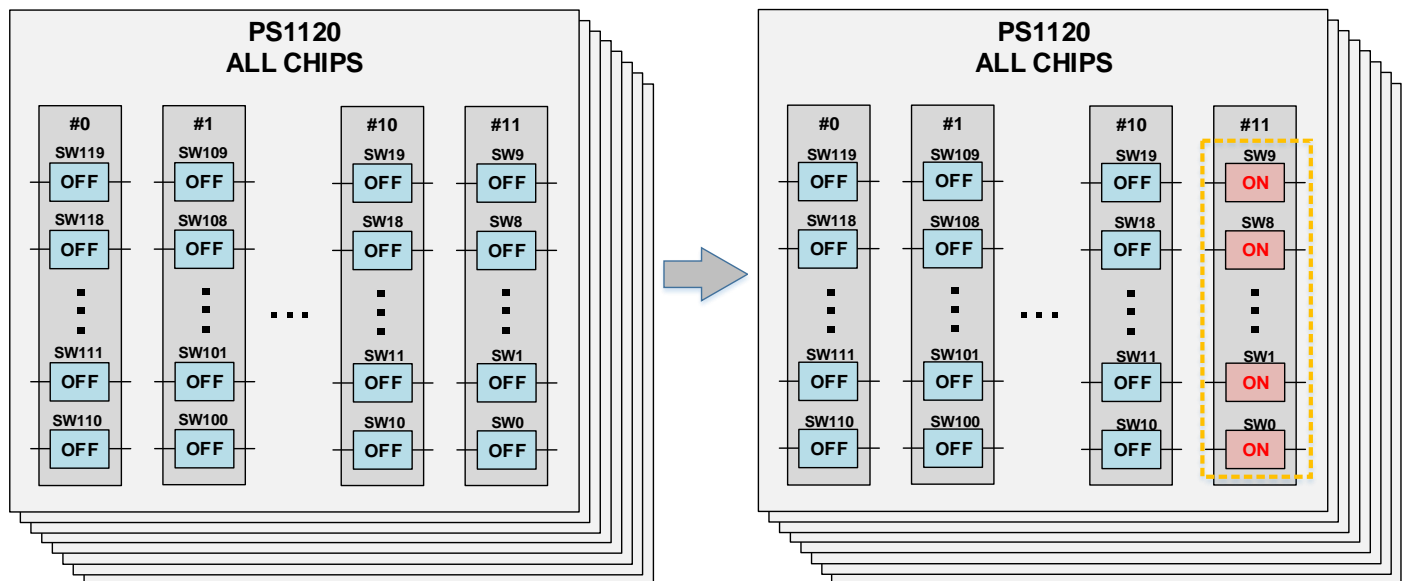 PS1120
ALL CHIPS
#0 #1 #10 #11
SW119 SW109 SW19 SW9
OFF OFF OFF OFF
SW118 SW108 SW18 SW8
OFF OFF OFF OFF
... 
SW111 SW101 SW11 SW1
OFF OFF OFF OFF
SW110 SW100 SW10 SW0
OFF OFF OFF OFF
PS1120
ALL CHIPS
#0 #1 #10 #11
SW119 SW109 SW19 SW9
OFF OFF OFF ON
SW118 SW108 SW18 SW8
OFF OFF OFF ON
...
SW111 SW101 SW11 SW1
OFF OFF OFF ON
SW110 SW100 SW10 SW0
OFF OFF OFF ON